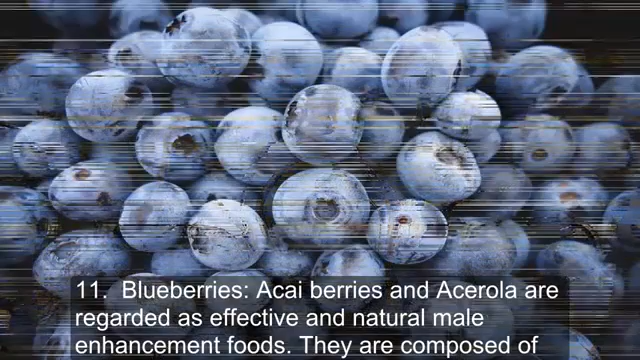 11.  Blueberries: Acai berries and Acerola are
regarded as effective and natural male
enhancement foods. They are composed of